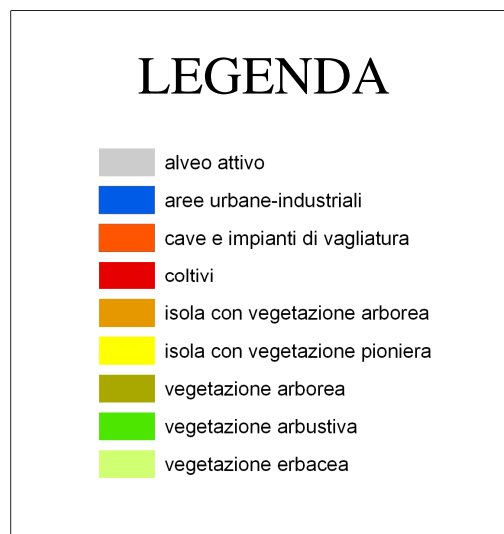 LEGENDA
alveo attivo
aree urbane-industriali
cave e impianti di vagliatura
coltivi
isola con vegetazione arborea
isola con vegetazione pioniera
vegetazione arborea
vegetazione arbustiva
vegetazione erbacea